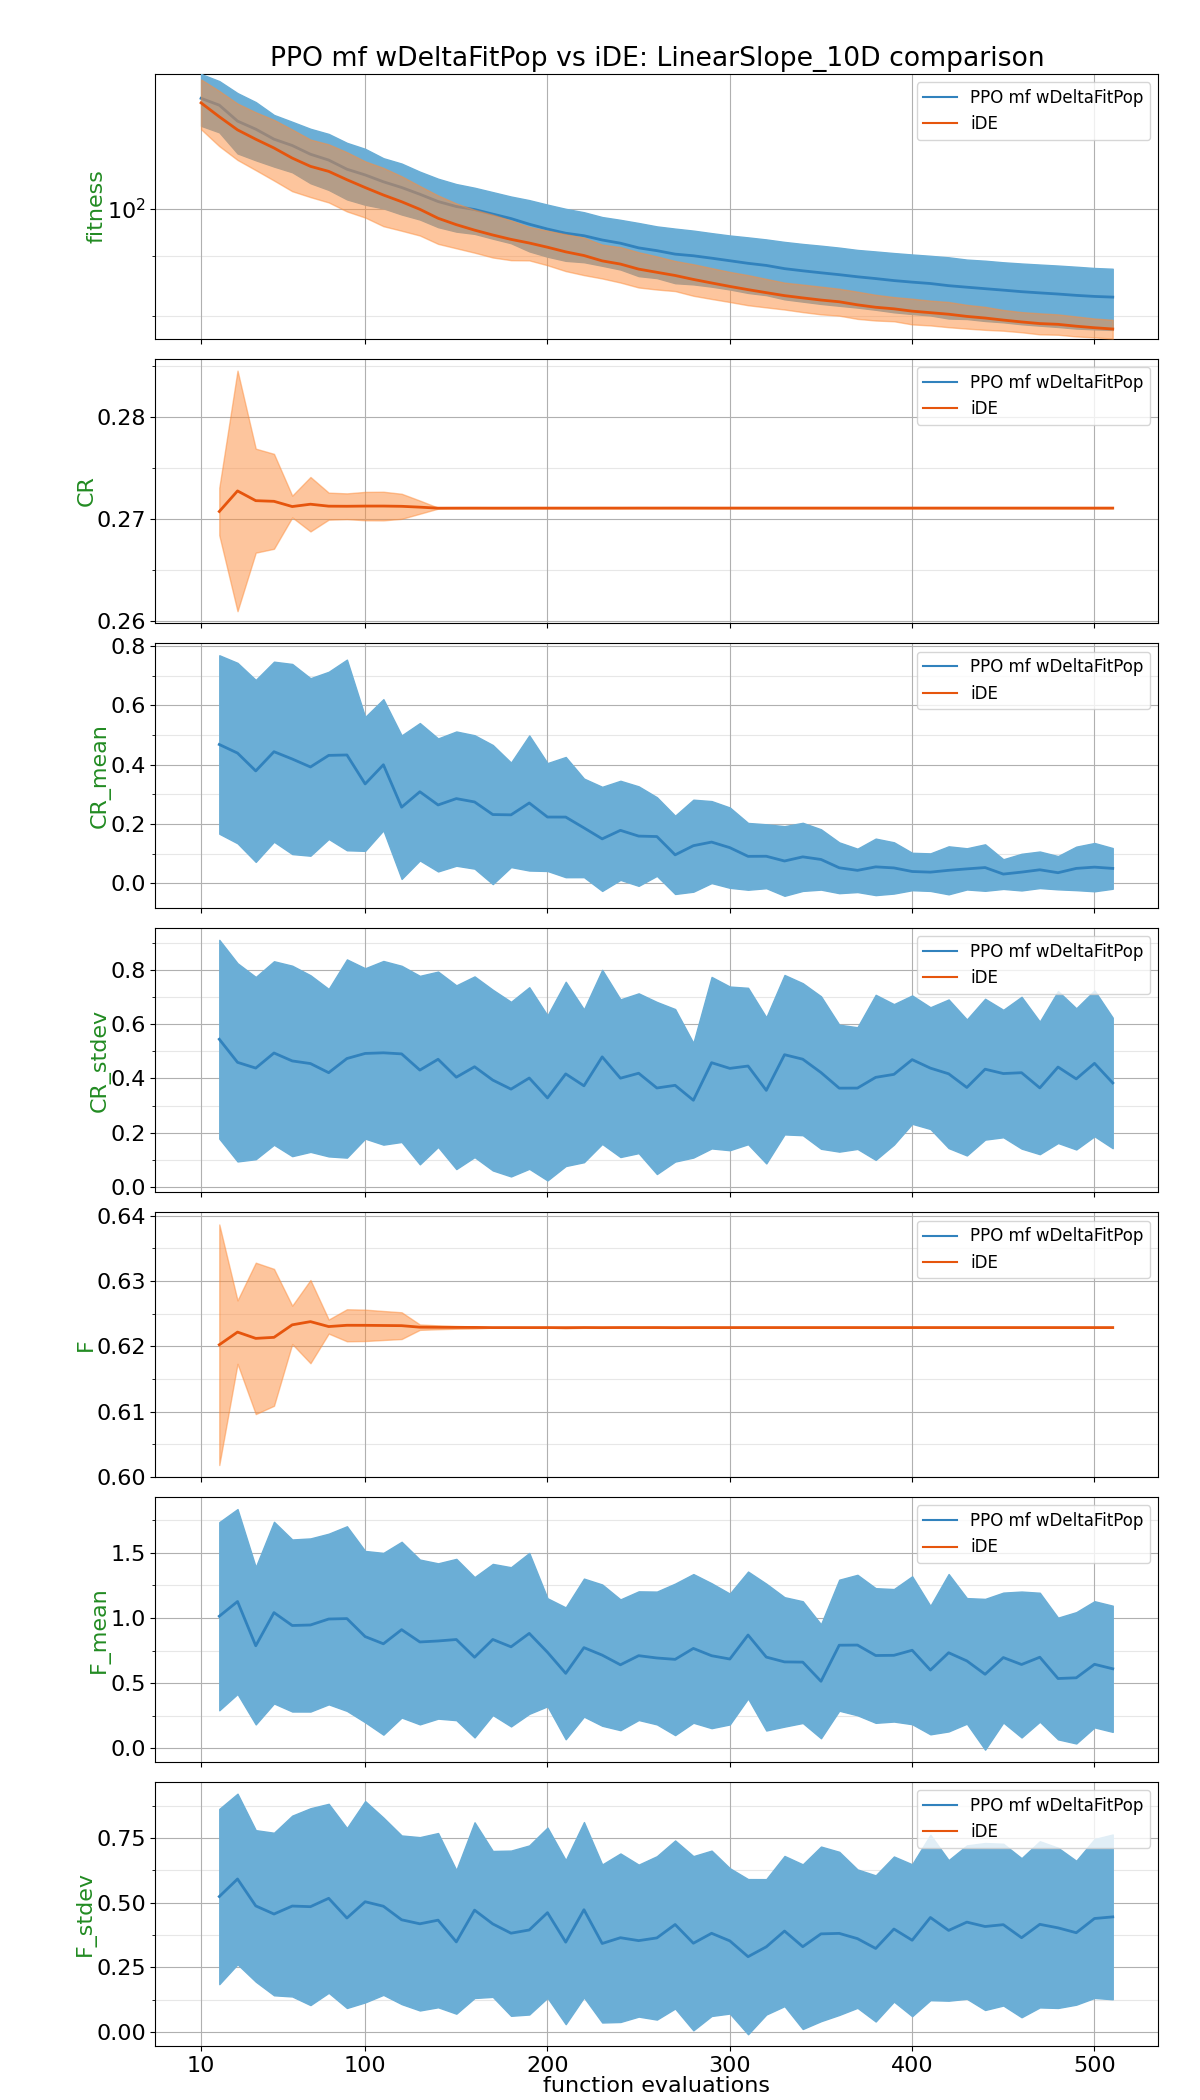 PPO mf wDeltaFitPop vs iDE: LinearSlope_10D comparison
fitness
10²
PPO mf wDeltaFitPop
iDE
CR
0.28
0.27
0.26
PPO mf wDeltaFitPop
iDE
CR_mean
0.8
0.6
0.4
0.2
0.0
PPO mf wDeltaFitPop
iDE
CR_stdev
0.8
0.6
0.4
0.2
0.0
PPO mf wDeltaFitPop
iDE
F
0.64
0.63
0.62
0.61
0.60
PPO mf wDeltaFitPop
iDE
F_mean
1.5
1.0
0.5
0.0
PPO mf wDeltaFitPop
iDE
F_stdev
0.75
0.50
0.25
0.00
PPO mf wDeltaFitPop
iDE
10 100 200 300 400 500
function evaluations